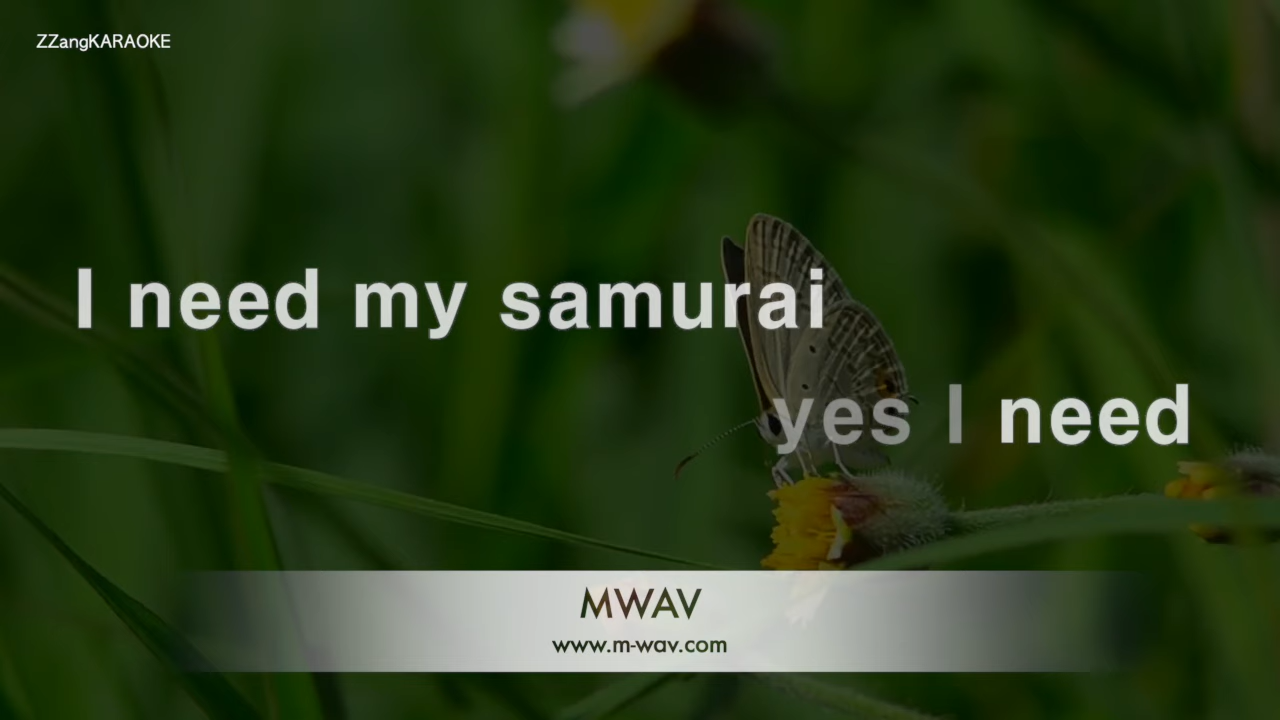 ZZangKARAOKE
I need my samurai
yes I need
MWAV
www.m-wav.com